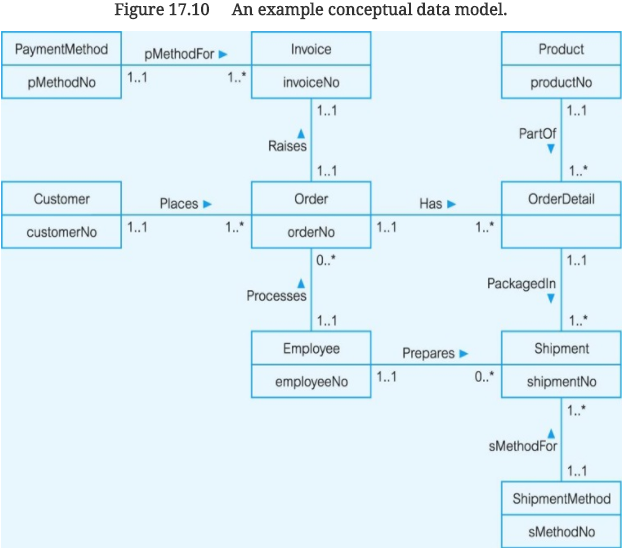 Figure 17.10 An example conceptual data model.
PaymentMethod pMethodFor ► Invoice Product
pMethodNo 1..1 1..* invoiceNo productNo
1..1 1..1
Raises ▲ PartOf ▼
1..1 1..*
Customer Places ► Order Has ► OrderDetail
customerNo 1..1 1..* orderNo 1..1 1..*
0..* 1..1
Processes ▲ PackagedIn ▼
1..1 1..*
Employee Prepares ► Shipment
employeeNo 1..1 0..* shipmentNo
1..*
sMethodFor ▲
1..1
ShipmentMethod
sMethodNo